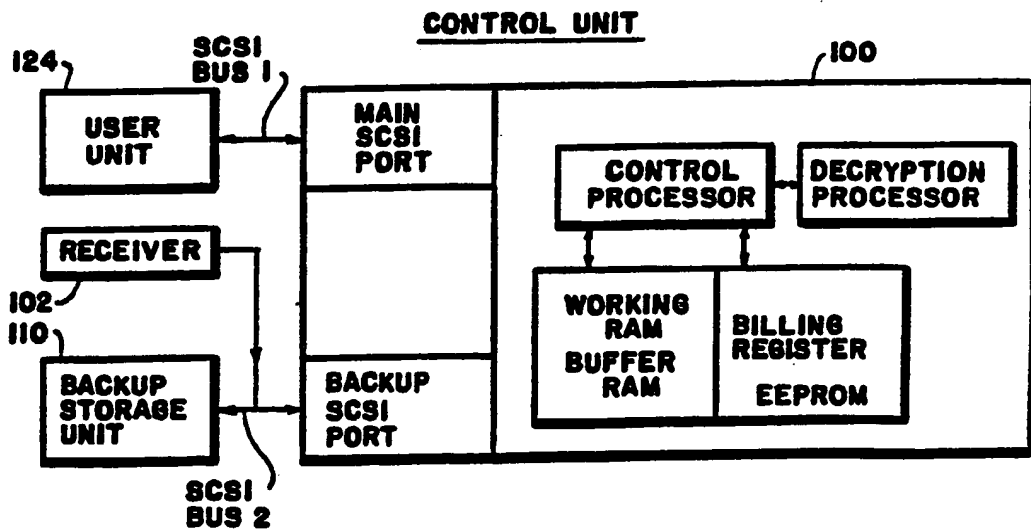 CONTROL UNIT
124
SCSI
BUS 1
100
USER
UNIT
MAIN
SCSI
PORT
CONTROL
PROCESSOR
DECRYPTION
PROCESSOR
RECEIVER
102
110
WORKING
RAM
BUFFER
RAM
BILLING
REGISTER
EEPROM
BACKUP
STORAGE
UNIT
BACKUP
SCSI
PORT
SCSI
BUS 2